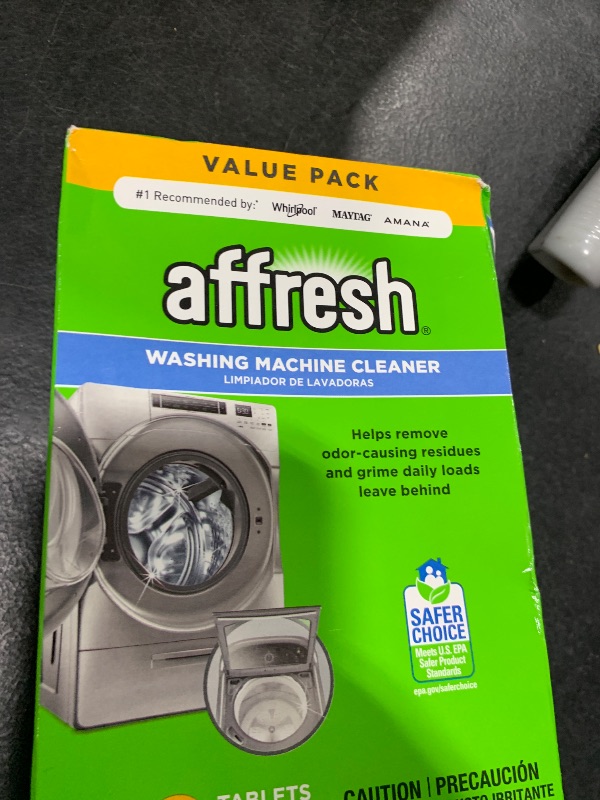 VALUE PACK
#1 Recommended by:* Whirlpool MAYTAG® AMANA®
affresh®
WASHING MACHINE CLEANER
LIMPIADOR DE LAVADORAS
Helps remove
odor-causing residues
and grime daily loads
leave behind
SAFER
CHOICE
Meets U.S. EPA
Safer Product
Standards
epa.gov/saferchoice
TABLETS
CAUTION | PRECAUCIÓN
IRRITANTE